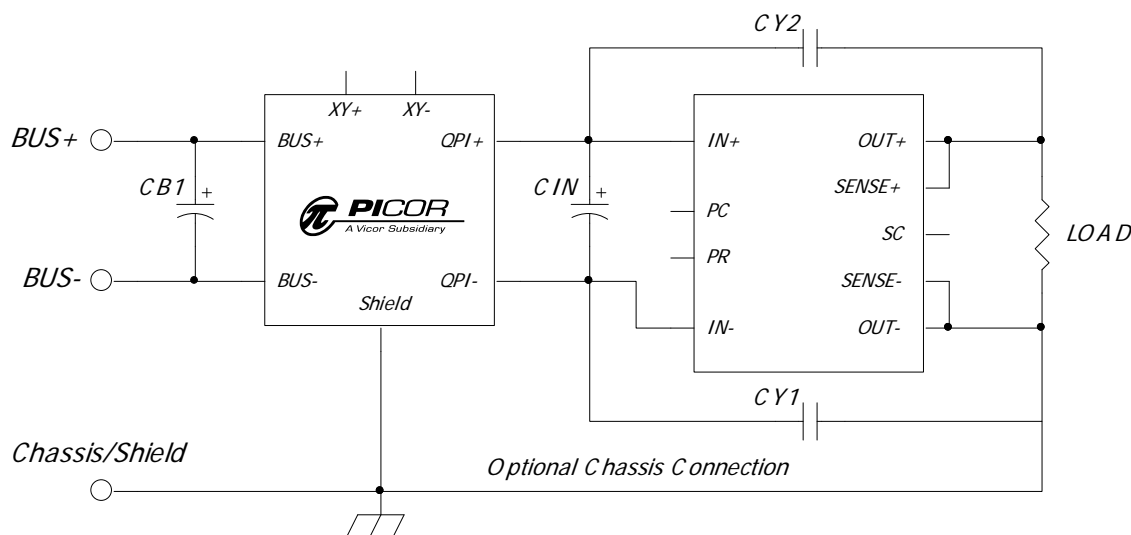 CY2
XY+ XY-
BUS+ BUS+ QPI+ IN+ OUT+
CB1 + CIN + SENSE+
PICOR
A Vicor Subsidiary
PC
SC LOAD
PR
BUS- BUS- QPI- SENSE-
Shield
IN- OUT-
CY1
Chassis/Shield
Optional Chassis Connection